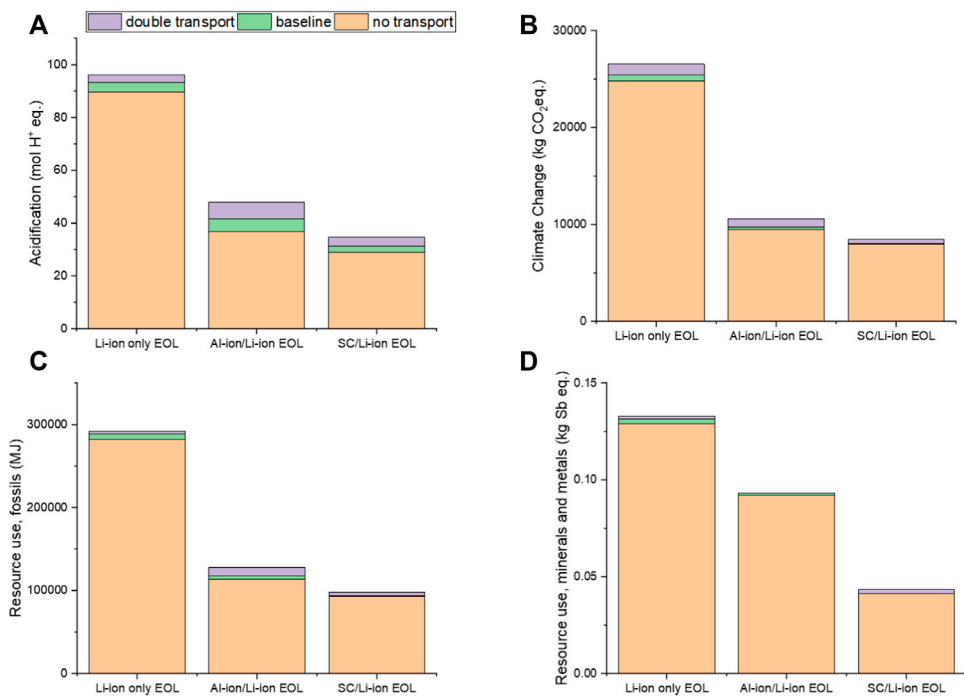 double transport baseline no transport
A
Acidification (mol H⁺ eq.)
100
80
60
40
20
0
Li-ion only EOL Al-ion/Li-ion EOL SC/Li-ion EOL
B
Climate Change (kg CO₂eq.)
30000
20000
10000
0
Li-ion only EOL Al-ion/Li-ion EOL SC/Li-ion EOL
C
Resource use, fossils (MJ)
300000
200000
100000
0
Li-ion only EOL Al-ion/Li-ion EOL SC/Li-ion EOL
D
Resource use, minerals and metals (kg Sb eq.)
0.15
0.10
0.05
0.00
Li-ion only EOL Al-ion/Li-ion EOL SC/Li-ion EOL